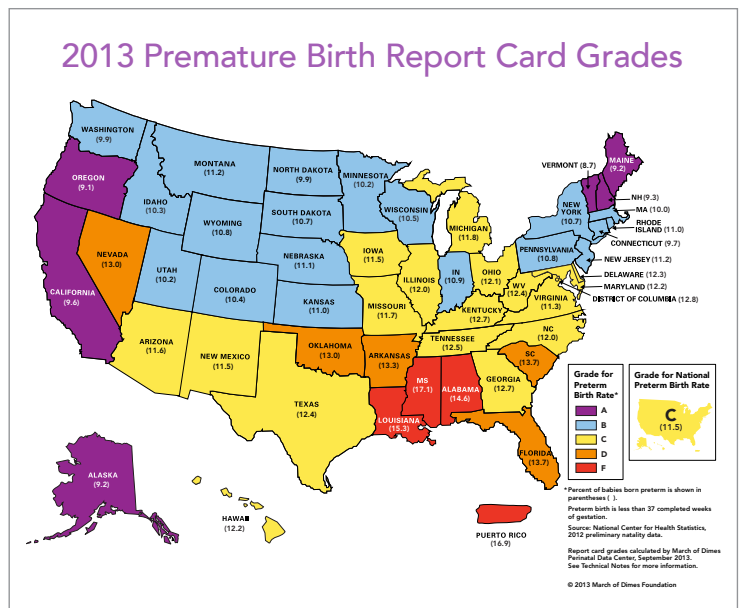 2013 Premature Birth Report Card Grades
WASHINGTON
(9.9)
OREGON
(9.1)
CALIFORNIA
(9.6)
NEVADA
(13.0)
IDAHO
(10.3)
MONTANA
(11.2)
WYOMING
(10.8)
UTAH
(10.2)
COLORADO
(10.4)
ARIZONA
(11.6)
NEW MEXICO
(11.5)
NORTH DAKOTA
(9.9)
SOUTH DAKOTA
(10.7)
NEBRASKA
(11.1)
KANSAS
(11.0)
OKLAHOMA
(13.0)
TEXAS
(12.4)
MINNESOTA
(10.2)
IOWA
(11.5)
MISSOURI
(11.7)
ARKANSAS
(13.3)
LOUISIANA
(15.3)
WISCONSIN
(10.5)
ILLINOIS
(12.0)
MICHIGAN
(11.8)
IN
(10.9)
OHIO
(12.1)
KENTUCKY
(12.7)
TENNESSEE
(12.5)
MS
(17.1)
ALABAMA
(14.6)
GEORGIA
(12.7)
FLORIDA
(13.7)
SC
(13.7)
NC
(12.0)
VIRGINIA
(11.3)
WV
(12.4)
PENNSYLVANIA
(10.8)
NEW
YORK
(10.7)
VERMONT (8.7)
MAINE
(9.2)
NH (9.3)
MA (10.0)
RHODE
ISLAND (11.0)
CONNECTICUT (9.7)
NEW JERSEY (11.2)
DELAWARE (12.3)
MARYLAND (12.2)
DISTRICT OF COLUMBIA (12.8)
ALASKA
(9.2)
HAWAII
(12.2)
PUERTO RICO
(16.9)
Grade for
Preterm
Birth Rate*
A
B
C
D
F
Grade for National
Preterm Birth Rate
C
(11.5)
*Percent of babies born preterm is shown in
parentheses ( ).
Preterm birth is less than 37 completed weeks
of gestation.
Source: National Center for Health Statistics,
2012 preliminary natality data.
Report card grades calculated by March of Dimes
Perinatal Data Center, September 2013.
See Technical Notes for more information.
© 2013 March of Dimes Foundation